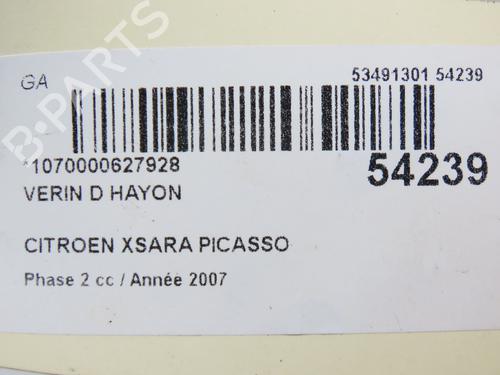 GA
53491301 54239
*1070000627928
54239
VERIN D HAYON
CITROEN XSARA PICASSO
Phase 2 cc / Année 2007
B-PARTS